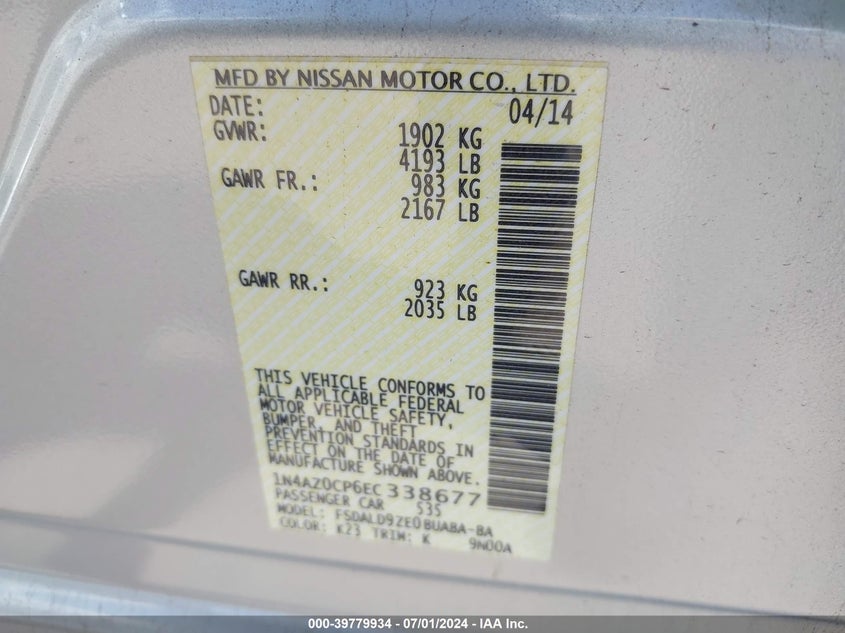 MFD BY NISSAN MOTOR CO., LTD.
DATE: 04/14
GVWR: 1902 KG
4193 LB
GAWR FR.: 983 KG
2167 LB
GAWR RR.: 923 KG
2035 LB
THIS VEHICLE CONFORMS TO
ALL APPLICABLE FEDERAL
MOTOR VEHICLE SAFETY,
BUMPER, AND THEFT
PREVENTION STANDARDS IN
EFFECT ON THE DATE OF
MANUFACTURE SHOWN ABOVE.
1N4AZ0CP6EC338677
PASSENGER CAR 535
MODEL: FSDALD9ZE0BUABA-BA
COLOR: K23 TRIM: K 9N00A
000-39779934 | 07/01/2024 | IAA Inc.